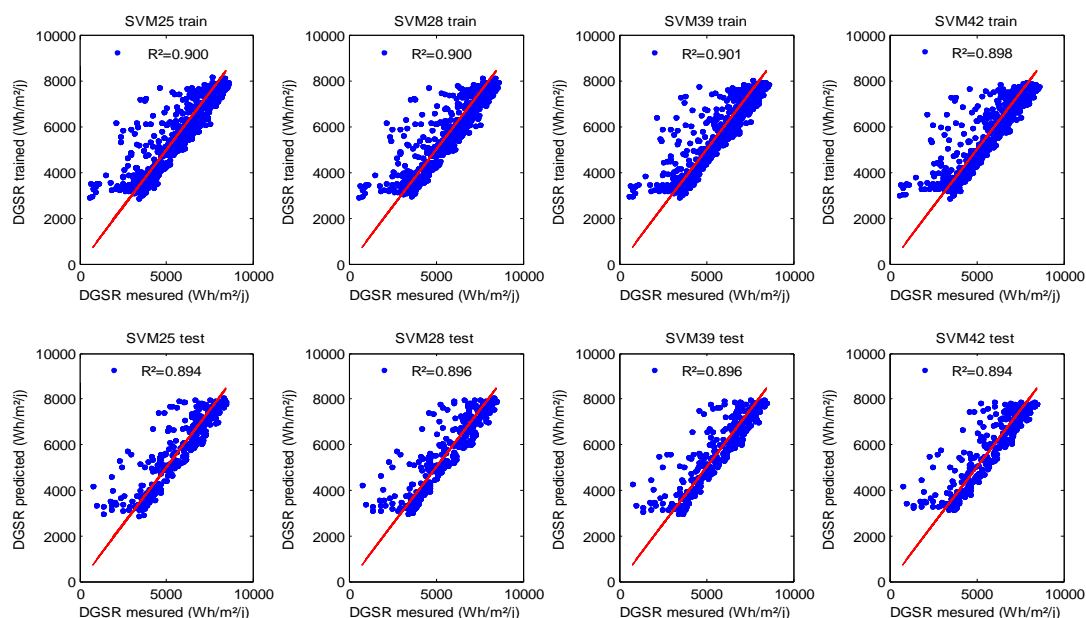 SVM25 train
R²=0.900
DGSR trained (Wh/m²/j)
10000
8000
6000
4000
2000
0
0 5000 10000
DGSR mesured (Wh/m²/j)
SVM28 train
R²=0.900
DGSR trained (Wh/m²/j)
10000
8000
6000
4000
2000
0
0 5000 10000
DGSR mesured (Wh/m²/j)
SVM39 train
R²=0.901
DGSR trained (Wh/m²/j)
10000
8000
6000
4000
2000
0
0 5000 10000
DGSR mesured (Wh/m²/j)
SVM42 train
R²=0.898
DGSR trained (Wh/m²/j)
10000
8000
6000
4000
2000
0
0 5000 10000
DGSR mesured (Wh/m²/j)
SVM25 test
R²=0.894
DGSR predicted (Wh/m²/j)
10000
8000
6000
4000
2000
0
0 5000 10000
DGSR mesured (Wh/m²/j)
SVM28 test
R²=0.896
DGSR predicted (Wh/m²/j)
10000
8000
6000
4000
2000
0
0 5000 10000
DGSR mesured (Wh/m²/j)
SVM39 test
R²=0.896
DGSR predicted (Wh/m²/j)
10000
8000
6000
4000
2000
0
0 5000 10000
DGSR mesured (Wh/m²/j)
SVM42 test
R²=0.894
DGSR predicted (Wh/m²/j)
10000
8000
6000
4000
2000
0
0 5000 10000
DGSR mesured (Wh/m²/j)